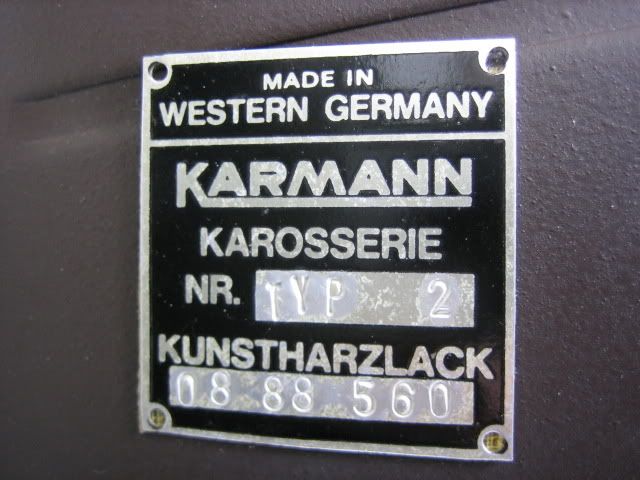 MADE IN
WESTERN GERMANY
KARMANN
KAROSSERIE
NR. TYP 2
KUNSTHARZLACK
08 88 560